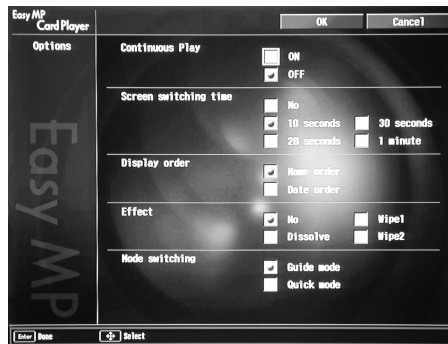 Easy MP
Card Player
OK Cancel
Options
Continuous Play
ON
OFF
Screen switching time
No
10 seconds 30 seconds
20 seconds 1 minute
Display order
Name order
Date order
Effect
No Wipe1
Dissolve Wipe2
Mode switching
Guide mode
Quick mode
Easy MP
Enter Done Select